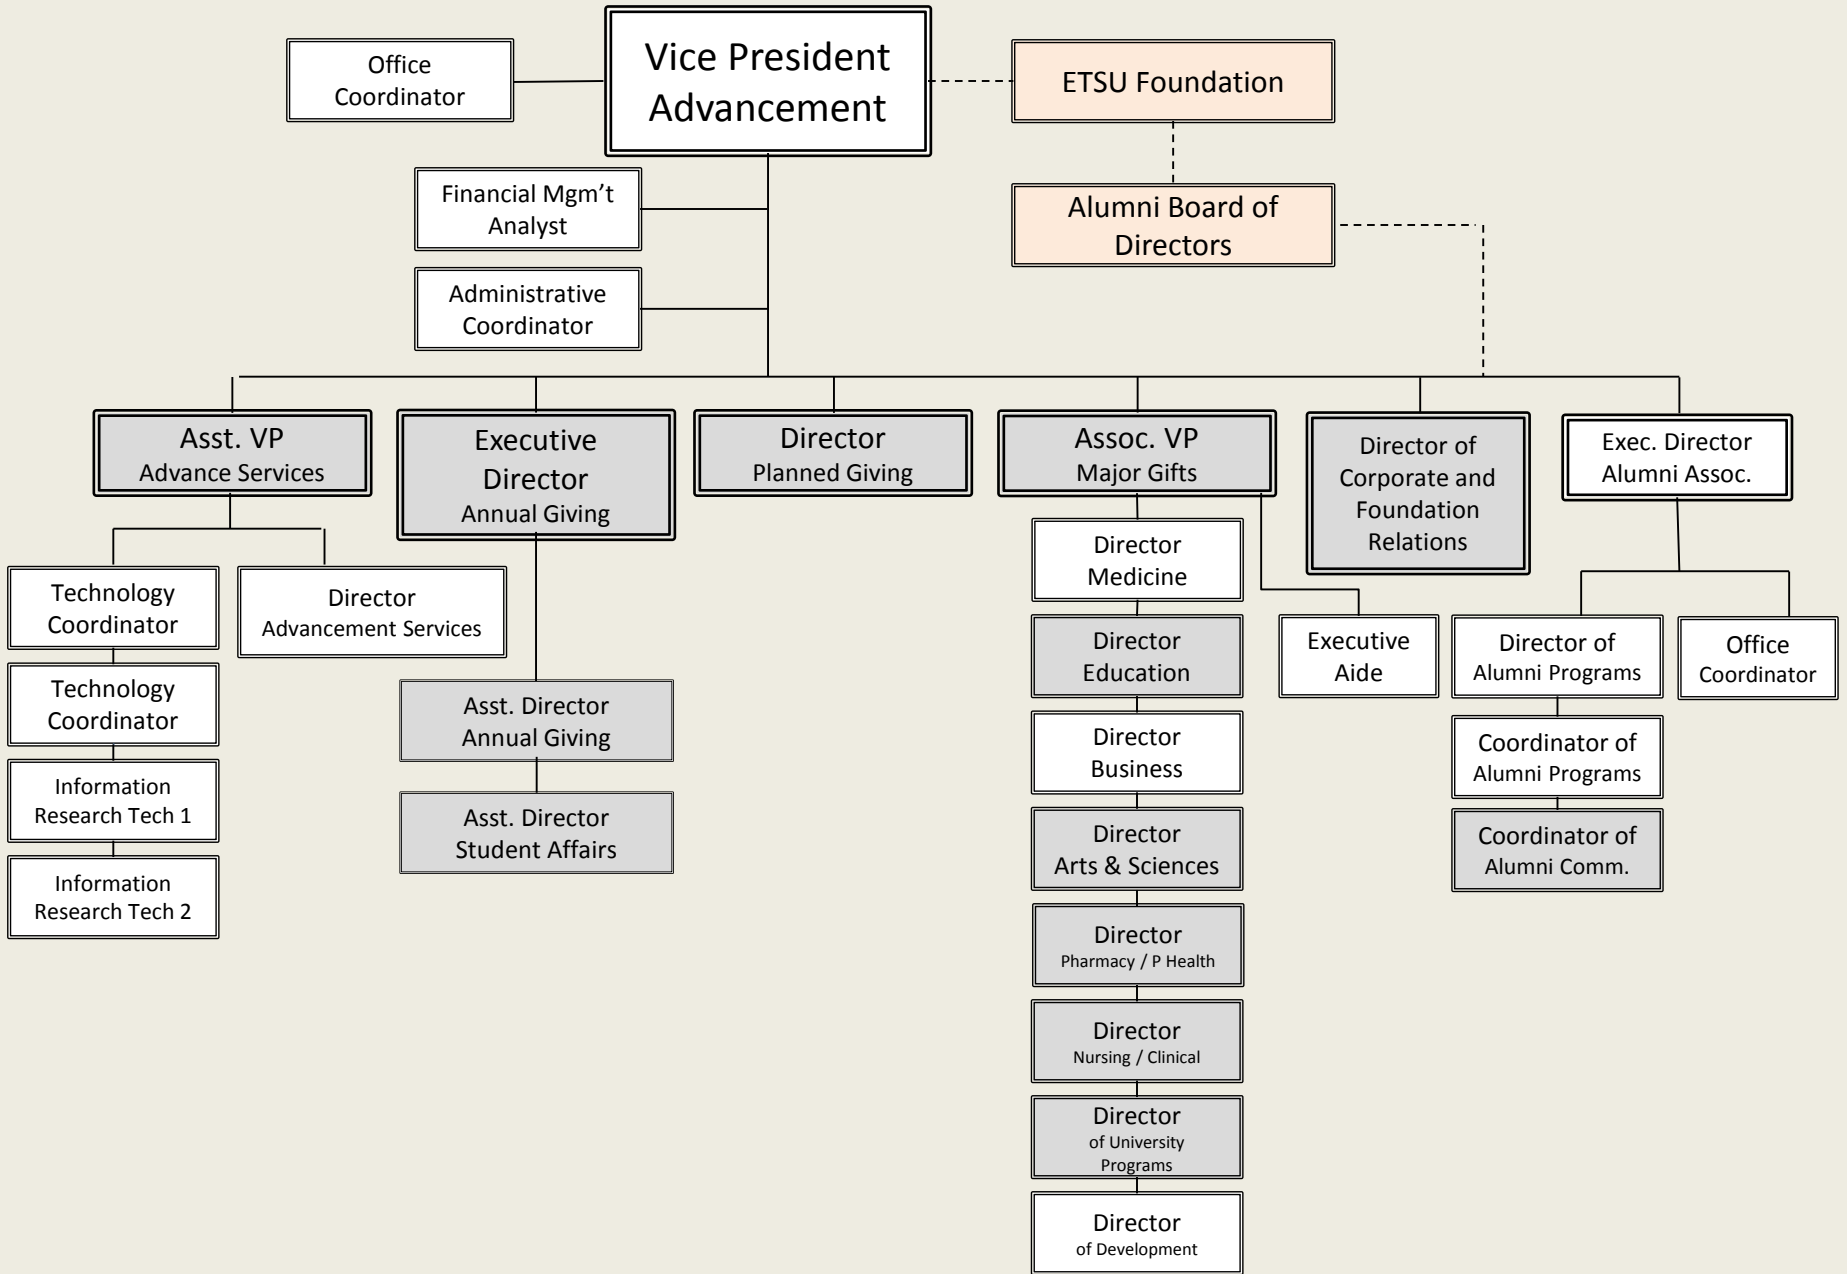 Office
Coordinator
Vice President
Advancement
ETSU Foundation
Financial Mgm’t
Analyst
Alumni Board of
Directors
Administrative
Coordinator
Asst. VP
Advance Services
Executive
Director
Annual Giving
Director
Planned Giving
Assoc. VP
Major Gifts
Director of
Corporate and
Foundation
Relations
Exec. Director
Alumni Assoc.
Technology
Coordinator
Director
Advancement Services
Technology
Coordinator
Information
Research Tech 1
Information
Research Tech 2
Asst. Director
Annual Giving
Asst. Director
Student Affairs
Director
Medicine
Director
Education
Director
Business
Director
Arts & Sciences
Director
Pharmacy / P Health
Director
Nursing / Clinical
Director
of University
Programs
Director
of Development
Executive
Aide
Director of
Alumni Programs
Office
Coordinator
Coordinator of
Alumni Programs
Coordinator of
Alumni Comm.